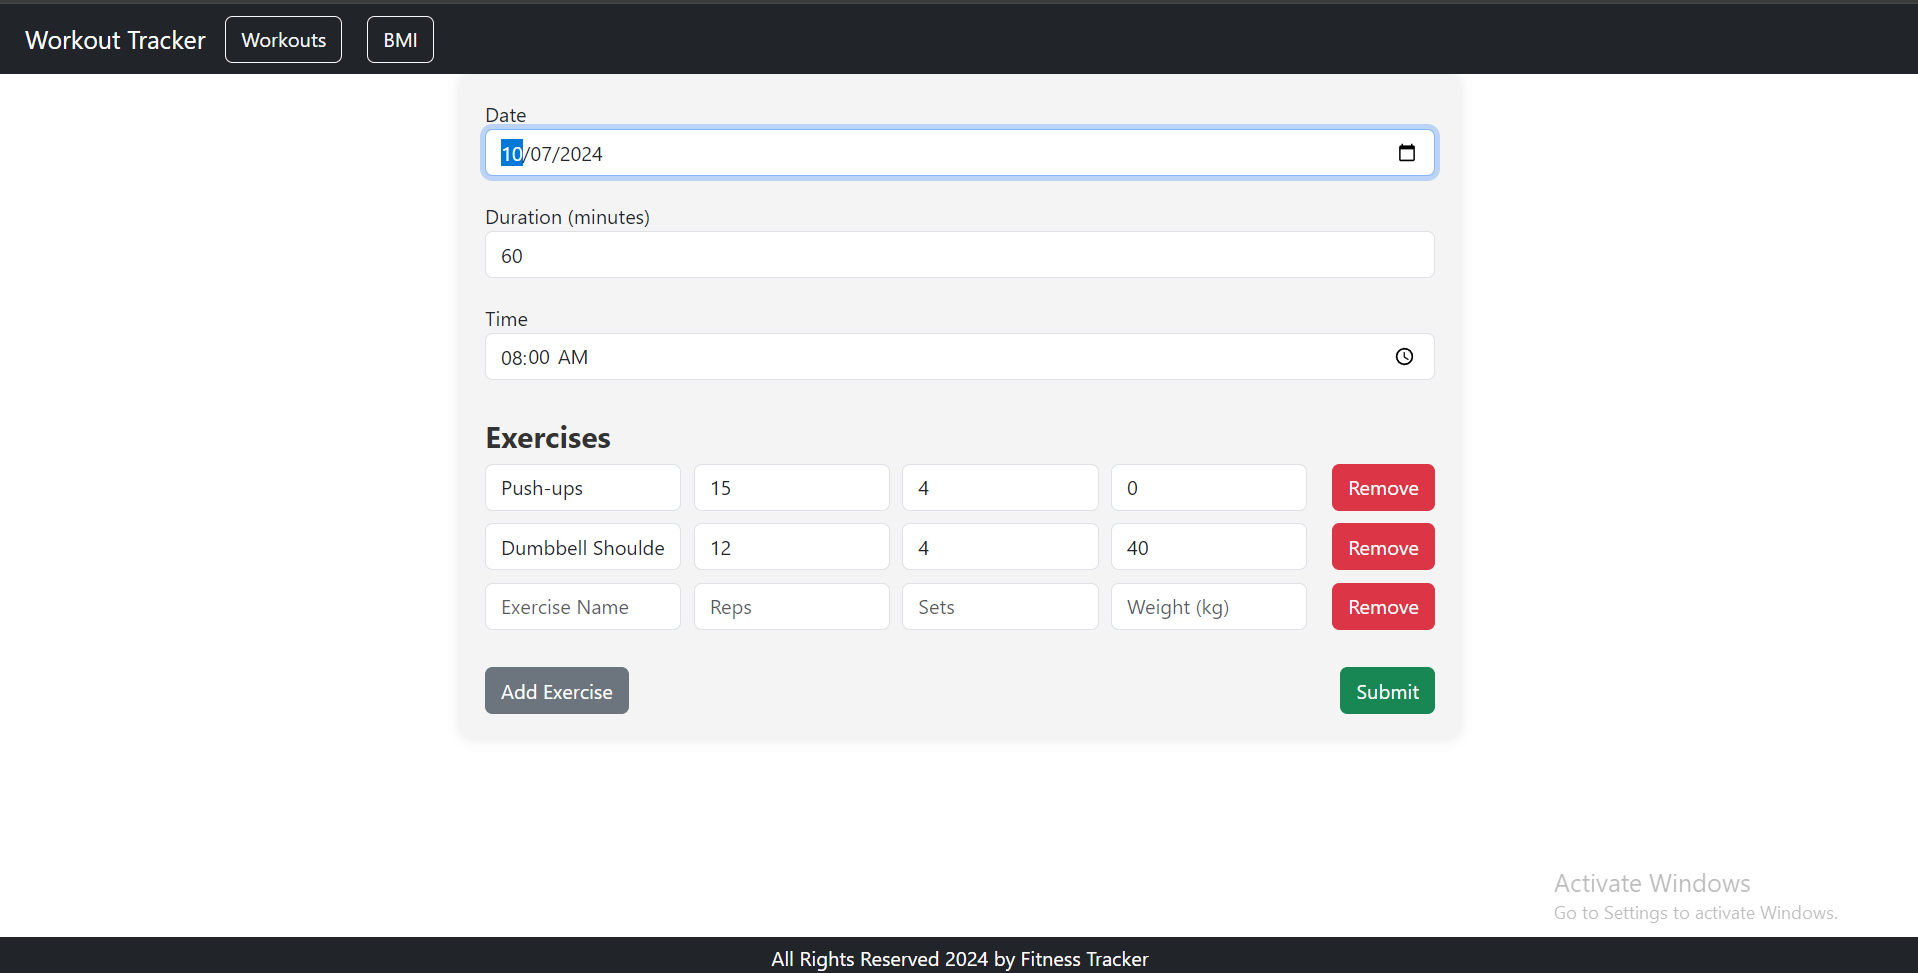 Workout Tracker Workouts BMI
Date
10/07/2024
Duration (minutes)
60
Time
08:00 AM
Exercises
Push-ups 15 4 0 Remove
Dumbbell Shoulde 12 4 40 Remove
Exercise Name Reps Sets Weight (kg) Remove
Add Exercise Submit
Activate Windows
Go to Settings to activate Windows.
All Rights Reserved 2024 by Fitness Tracker